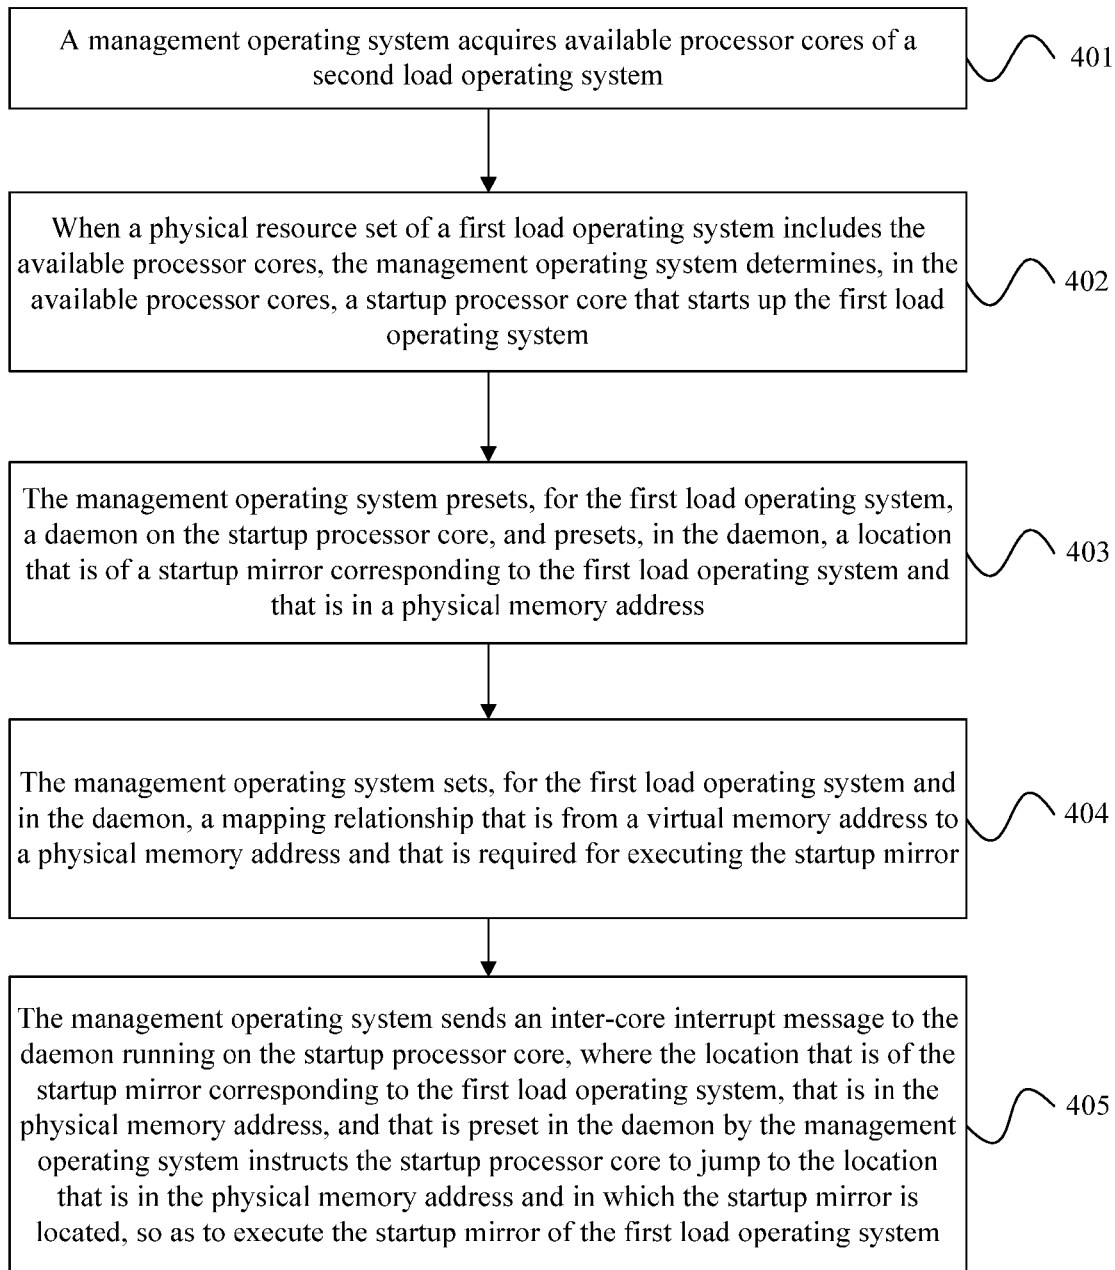 A management operating system acquires available processor cores of a
second load operating system
401
When a physical resource set of a first load operating system includes the
available processor cores, the management operating system determines, in the
available processor cores, a startup processor core that starts up the first load
operating system
402
The management operating system presets, for the first load operating system,
a daemon on the startup processor core, and presets, in the daemon, a location
that is of a startup mirror corresponding to the first load operating system and
that is in a physical memory address
403
The management operating system sets, for the first load operating system and
in the daemon, a mapping relationship that is from a virtual memory address to
a physical memory address and that is required for executing the startup mirror
404
The management operating system sends an inter-core interrupt message to the
daemon running on the startup processor core, where the location that is of the
startup mirror corresponding to the first load operating system, that is in the
physical memory address, and that is preset in the daemon by the management
operating system instructs the startup processor core to jump to the location
that is in the physical memory address and in which the startup mirror is
located, so as to execute the startup mirror of the first load operating system
405